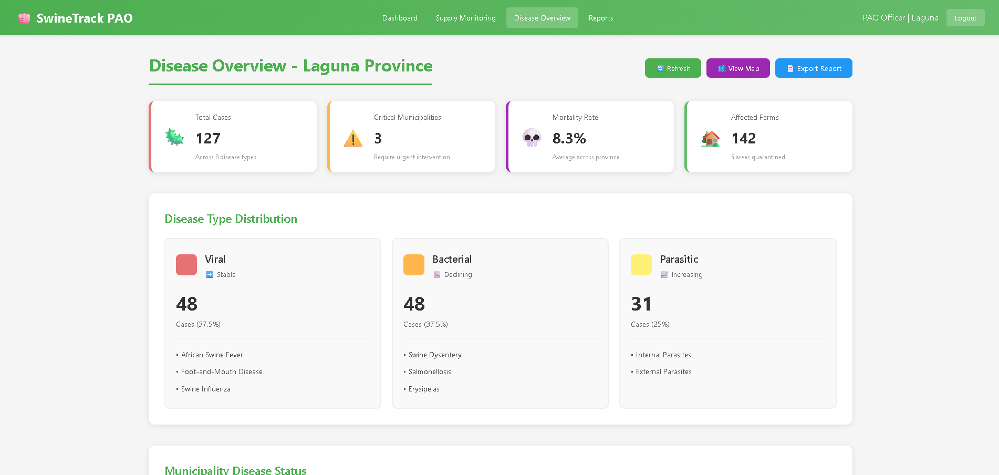 SwineTrack PAO
Dashboard
Supply Monitoring
Disease Overview
Reports
PAO Officer | Laguna
Logout
Disease Overview - Laguna Province
Refresh
View Map
Export Report
Total Cases
127
Across 8 disease types
Critical Municipalities
3
Require urgent intervention
Mortality Rate
8.3%
Average across province
Affected Farms
142
5 areas quarantined
Disease Type Distribution
Viral
Stable
48
Cases (37.5%)
• African Swine Fever
• Foot-and-Mouth Disease
• Swine Influenza
Bacterial
Declining
48
Cases (37.5%)
• Swine Dysentery
• Salmonellosis
• Erysipelas
Parasitic
Increasing
31
Cases (25%)
• Internal Parasites
• External Parasites
Municipality Disease Status